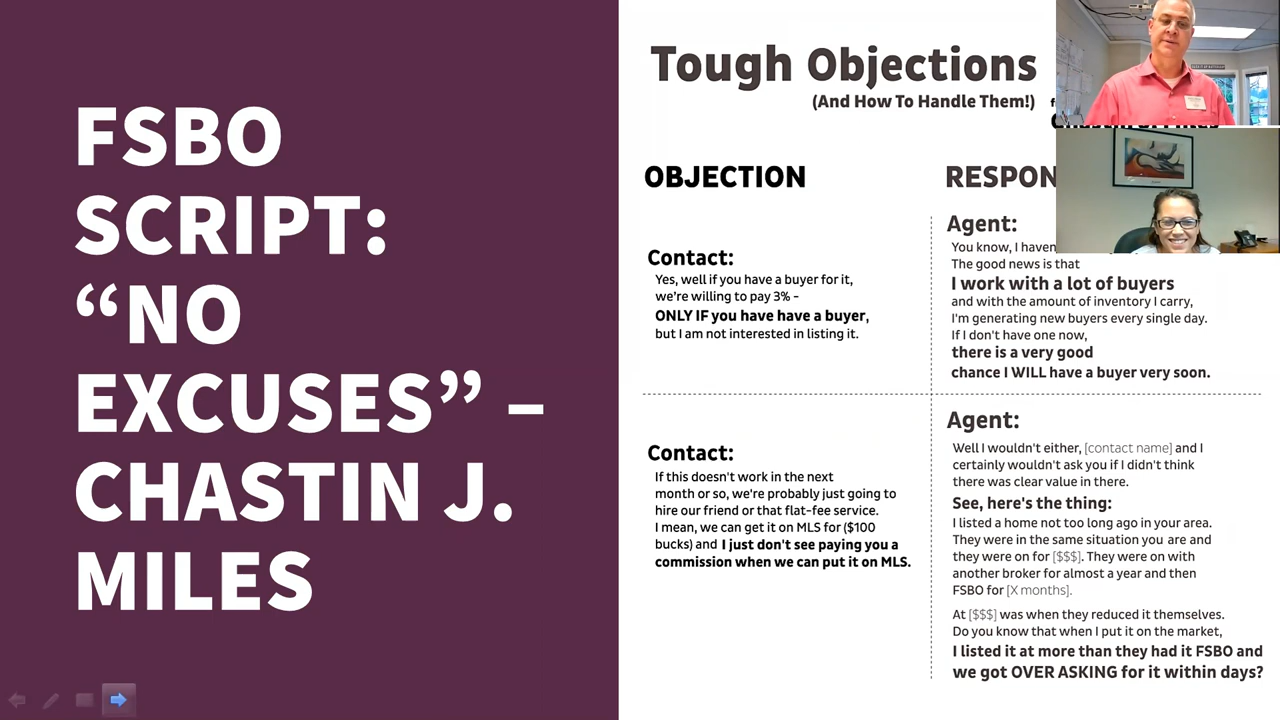 FSBO
SCRIPT:
“NO
EXCUSES” –
CHASTIN J.
MILES
Tough Objections
(And How To Handle Them!)
OBJECTION
RESPON
Contact:
Yes, well if you have a buyer for it,
we're willing to pay 3% –
ONLY IF you have have a buyer,
but I am not interested in listing it.
Agent:
You know, I haven
The good news is that
I work with a lot of buyers
and with the amount of inventory I carry,
I'm generating new buyers every single day.
If I don't have one now,
there is a very good
chance I WILL have a buyer very soon.
Contact:
If this doesn't work in the next
month or so, we're probably just going to
hire our friend or that flat-fee service.
I mean, we can get it on MLS for ($100
bucks) and I just don't see paying you a
commission when we can put it on MLS.
Agent:
Well I wouldn't either, [contact name] and I
certainly wouldn't ask you if I didn't think
there was clear value in there.
See, here's the thing:
I listed a home not too long ago in your area.
They were in the same situation you are and
they were on for [$$$]. They were on with
another broker for almost a year and then
FSBO for [X months].
At [$$$] was when they reduced it themselves.
Do you know that when I put it on the market,
I listed it at more than they had it FSBO and
we got OVER ASKING for it within days?